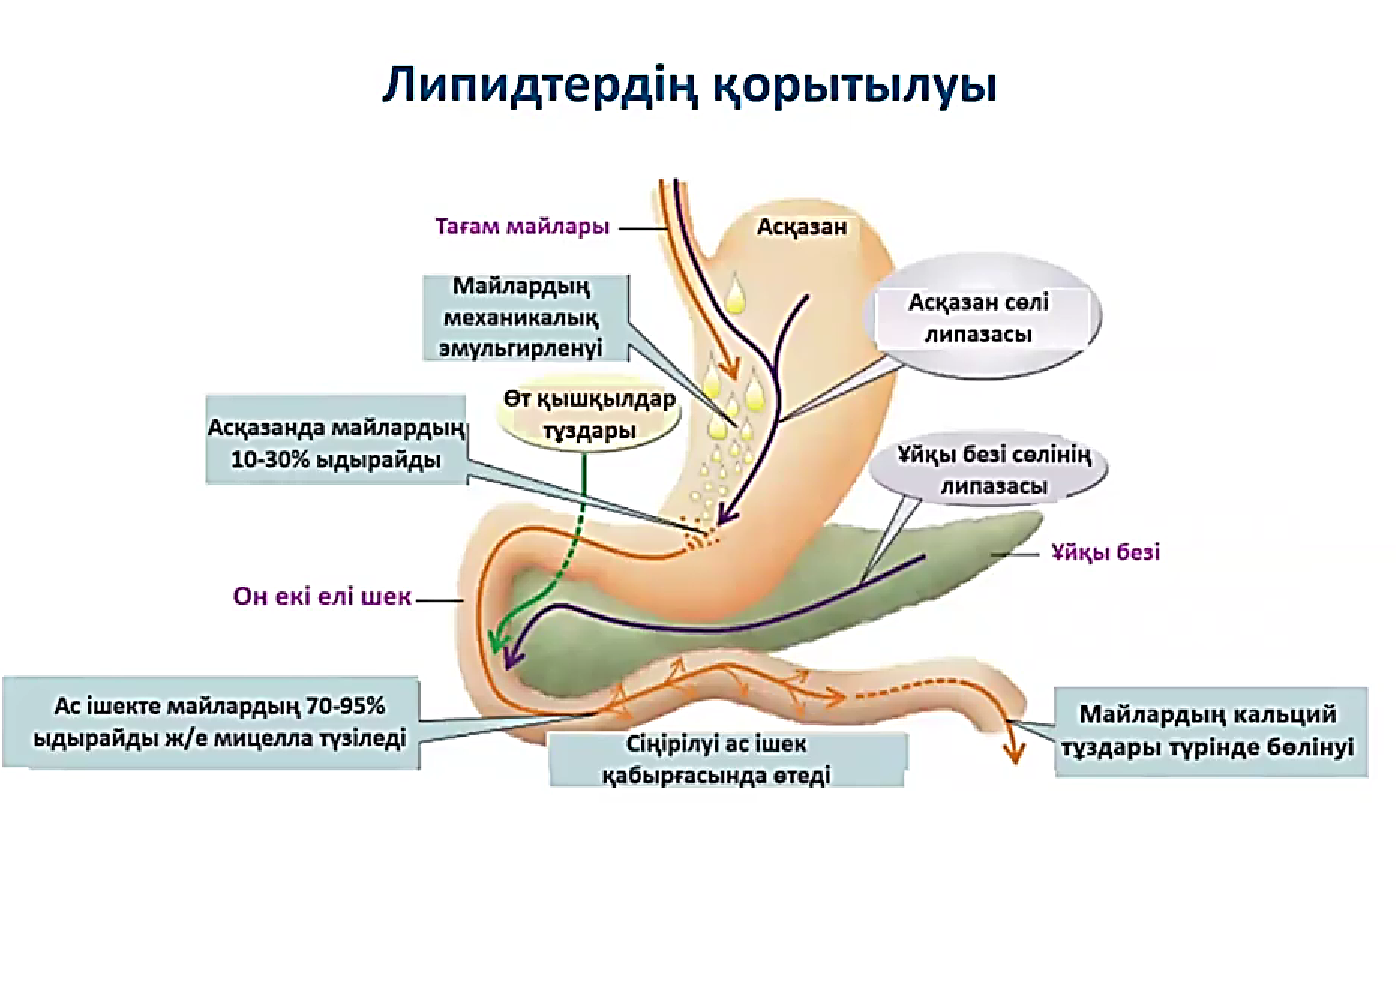 Липидтердің қорытылуы
Тағам майлары
Асқазан
Майлардың
механикалық
эмульгирленуі
Асқазан сөлі
липазасы
Өт қышқылдар
тұздары
Асқазанда майлардың
10-30% ыдырайды
Ұйқы безі сөлінің
липазасы
Ұйқы безі
Он екі елі шек
Ас ішекте майлардың 70-95%
ыдырайды ж/е мицелла түзіледі
Сіңірілуі ас ішек
қабырғасында өтеді
Майлардың кальций
тұздары түрінде бөлінуі